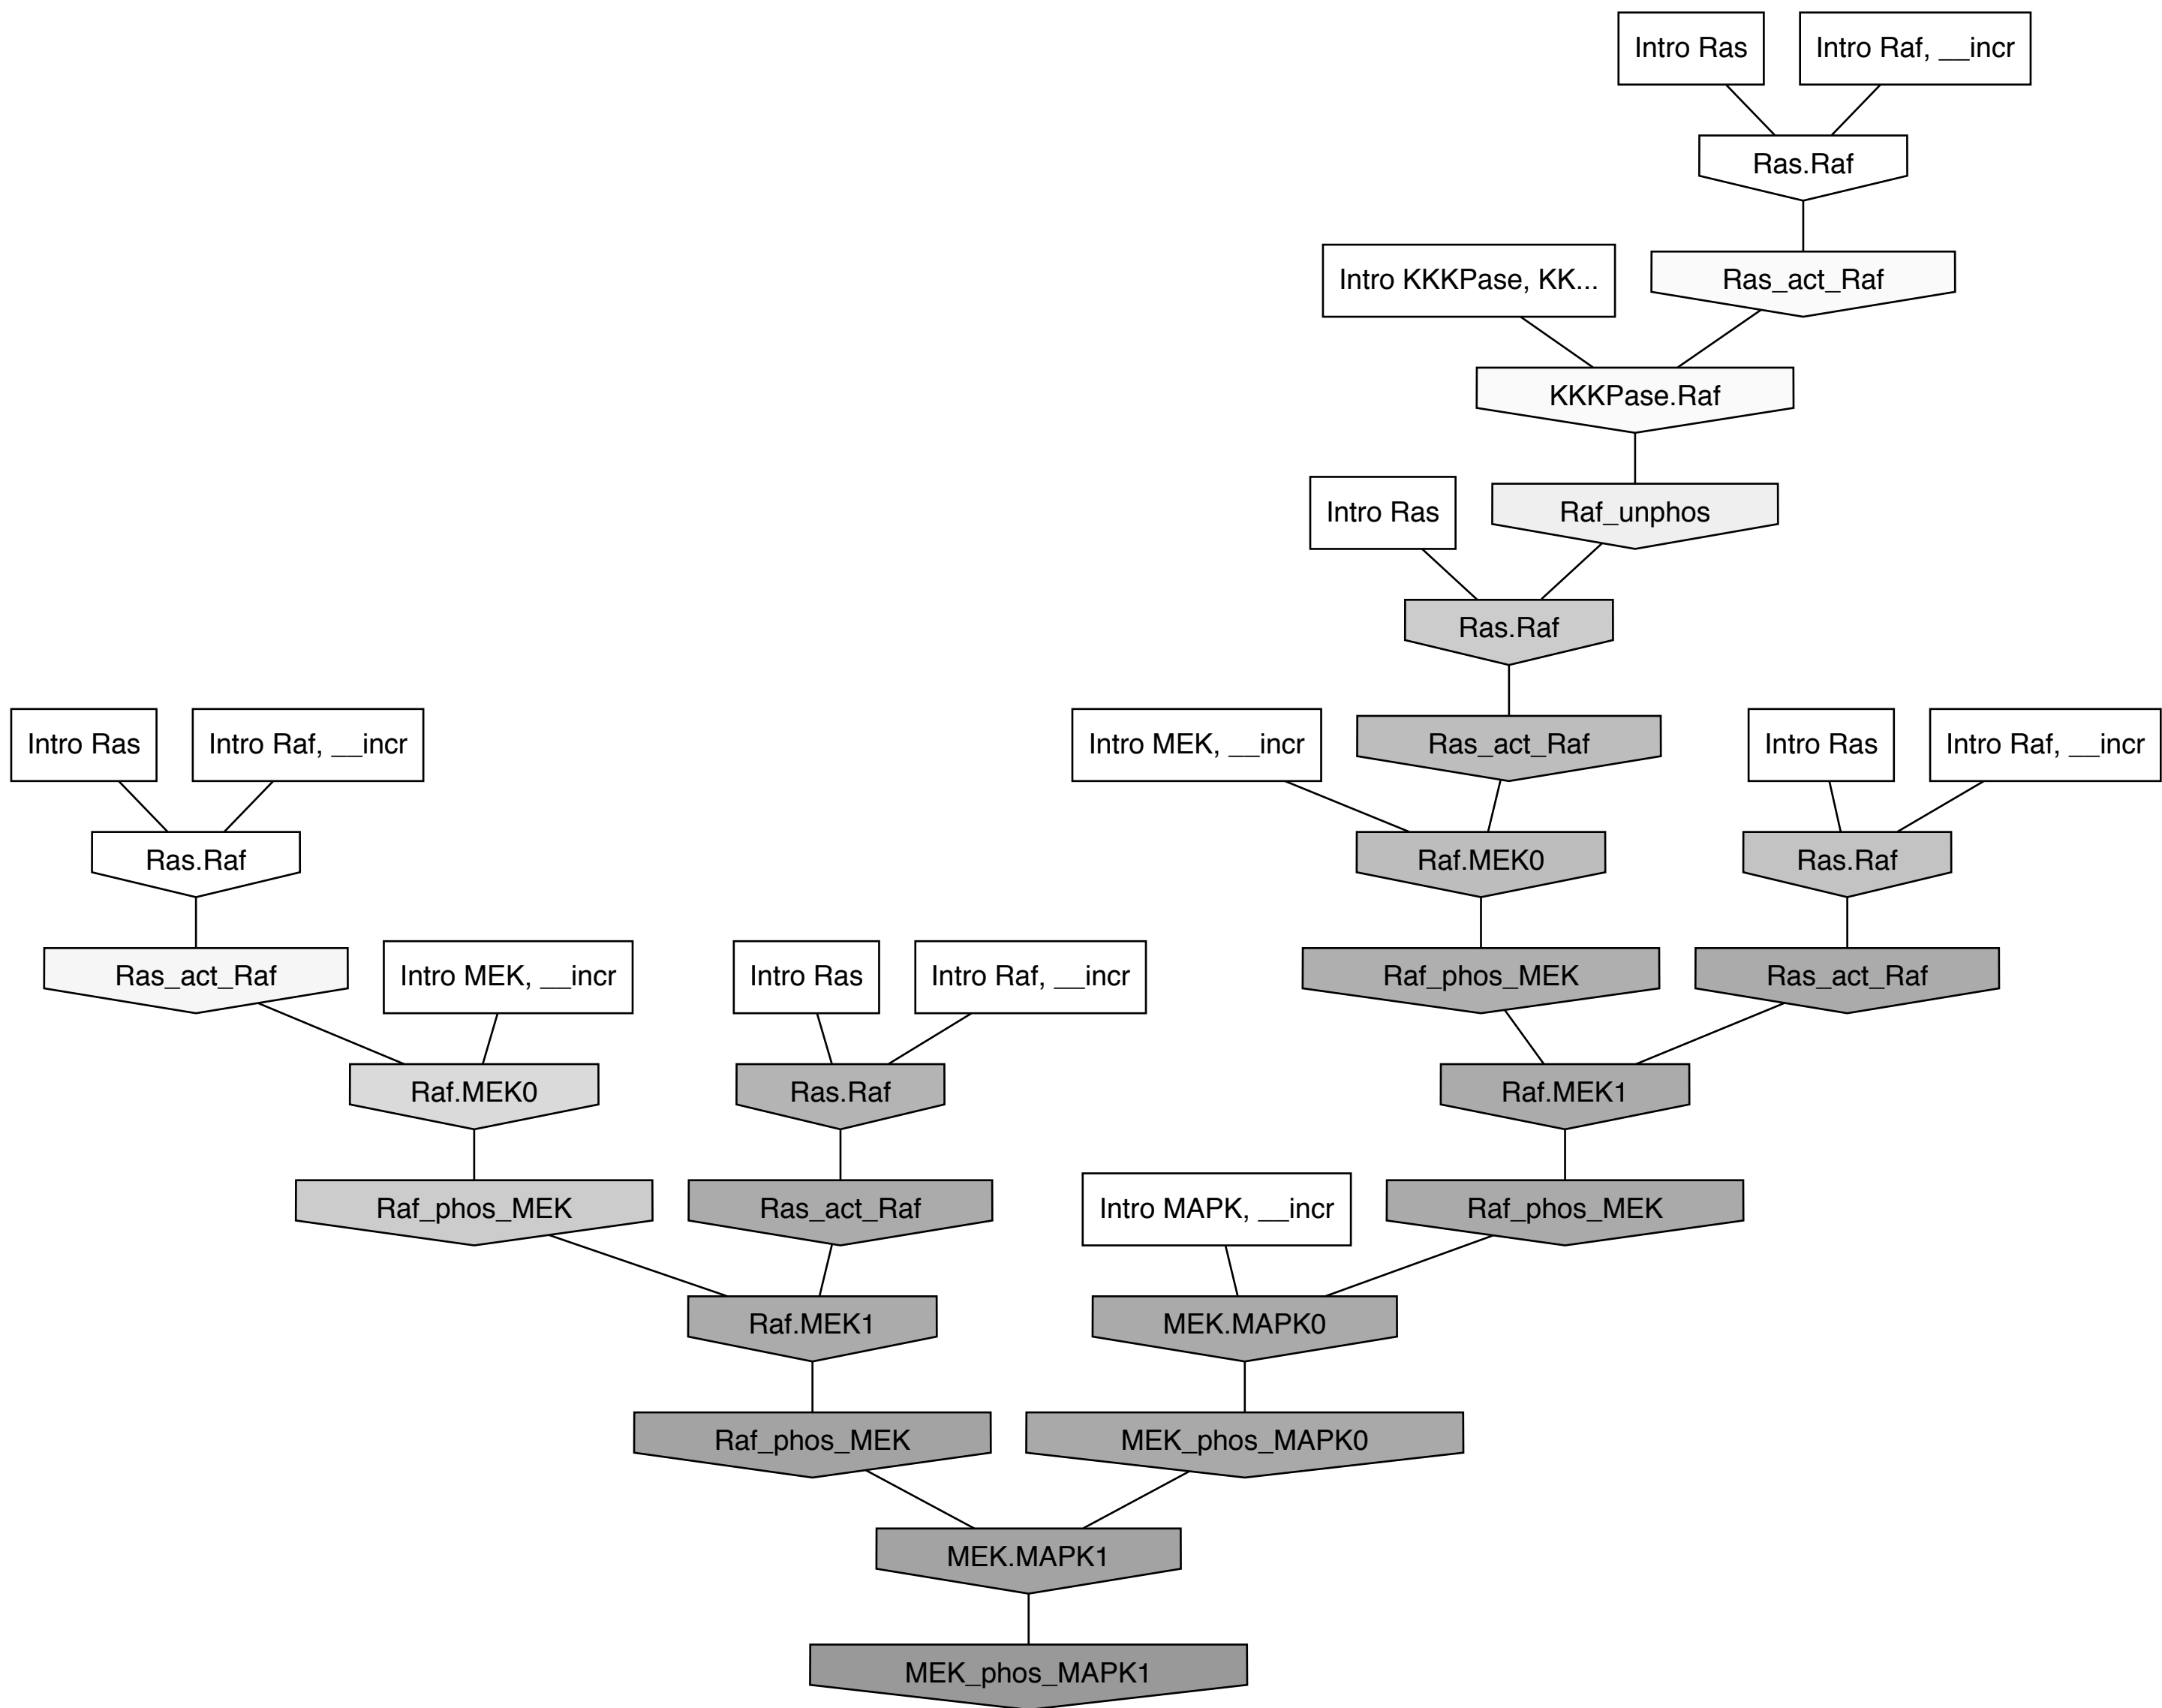 Intro Ras
Intro Raf, __incr
Ras.Raf
Intro KKKPase, KK...
Ras_act_Raf
KKKPase.Raf
Intro Ras
Raf_unphos
Ras.Raf
Intro Ras
Intro Raf, __incr
Intro MEK, __incr
Ras_act_Raf
Intro Ras
Intro Raf, __incr
Ras.Raf
Raf.MEK0
Ras.Raf
Ras_act_Raf
Intro MEK, __incr
Intro Ras
Intro Raf, __incr
Raf_phos_MEK
Ras_act_Raf
Raf.MEK0
Ras.Raf
Raf.MEK1
Raf_phos_MEK
Ras_act_Raf
Intro MAPK, __incr
Raf_phos_MEK
Raf.MEK1
MEK.MAPK0
Raf_phos_MEK
MEK_phos_MAPK0
MEK.MAPK1
MEK_phos_MAPK1